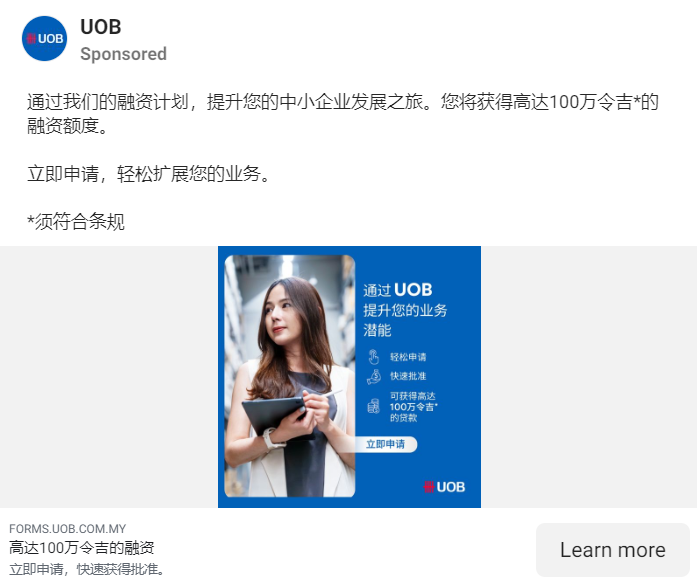 UOB
UOB
Sponsored
通过我们的融资计划，提升您的中小企业发展之旅。您将获得高达100万令吉*的
融资额度。
立即申请，轻松扩展您的业务。
*须符合条规
通过 UOB
提升您的业务
潜能
轻松申请
快速批准
可获得高达
100万令吉*
的贷款
立即申请
UOB
FORMS.UOB.COM.MY
高达100万令吉的融资
立即申请，快速获得批准。
Learn more